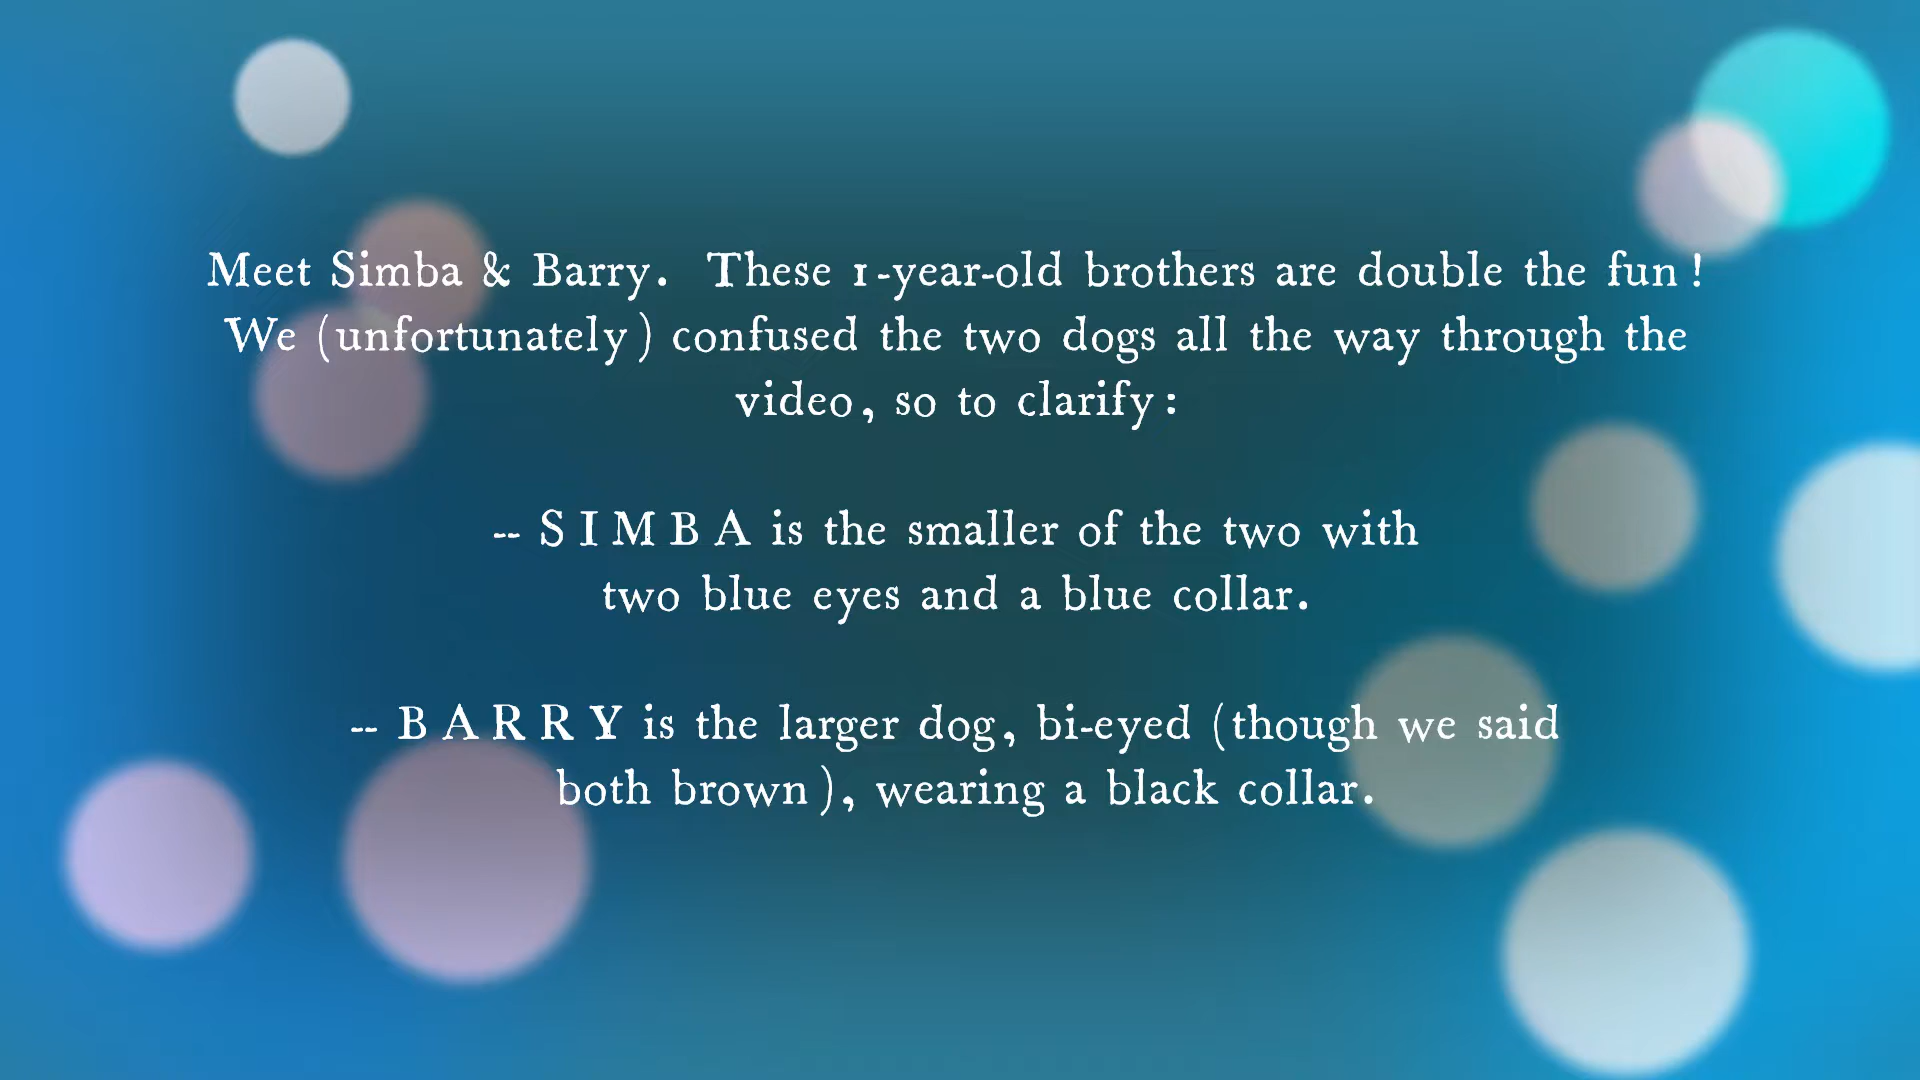 Meet Simba & Barry. These 1-year-old brothers are double the fun!
We (unfortunately) confused the two dogs all the way through the
video, so to clarify:
-- SIMBA is the smaller of the two with
two blue eyes and a blue collar.
-- BARRY is the larger dog, bi-eyed (though we said
both brown), wearing a black collar.